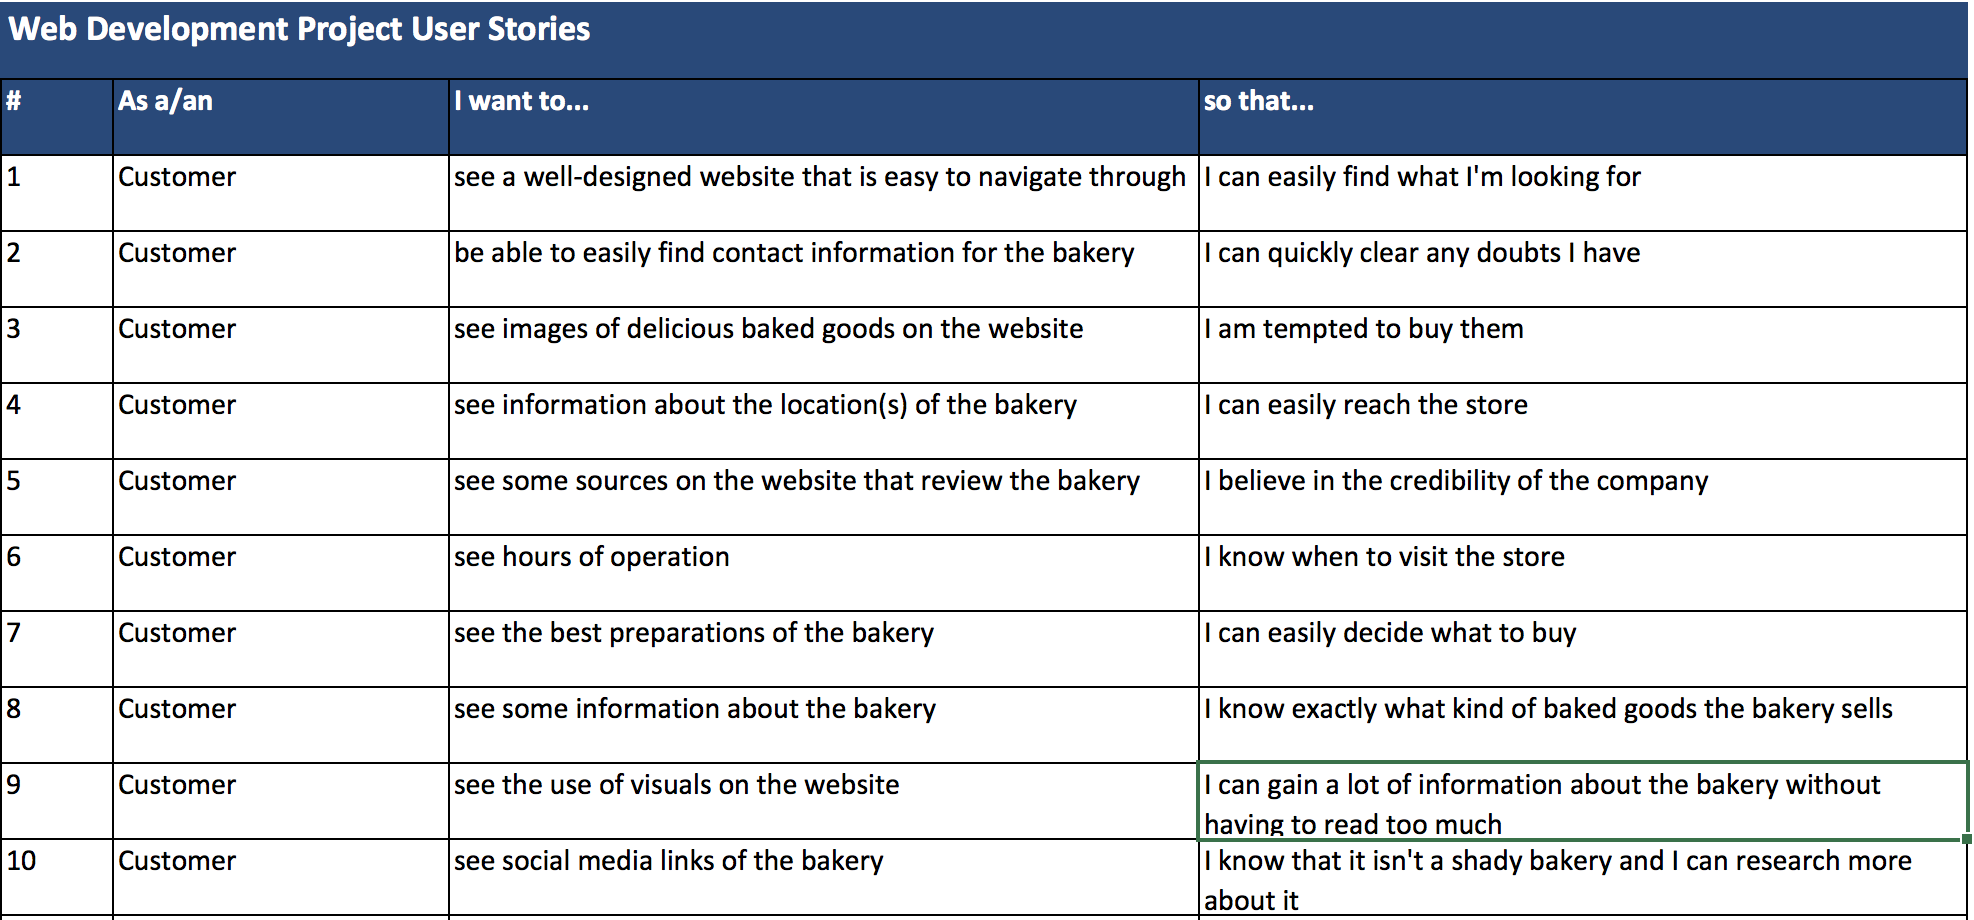 Web Development Project User Stories
# As a/an I want to... so that...
1 Customer see a well-designed website that is easy to navigate through I can easily find what I'm looking for
2 Customer be able to easily find contact information for the bakery I can quickly clear any doubts I have
3 Customer see images of delicious baked goods on the website I am tempted to buy them
4 Customer see information about the location(s) of the bakery I can easily reach the store
5 Customer see some sources on the website that review the bakery I believe in the credibility of the company
6 Customer see hours of operation I know when to visit the store
7 Customer see the best preparations of the bakery I can easily decide what to buy
8 Customer see some information about the bakery I know exactly what kind of baked goods the bakery sells
9 Customer see the use of visuals on the website I can gain a lot of information about the bakery without
having to read too much
10 Customer see social media links of the bakery I know that it isn't a shady bakery and I can research more
about it